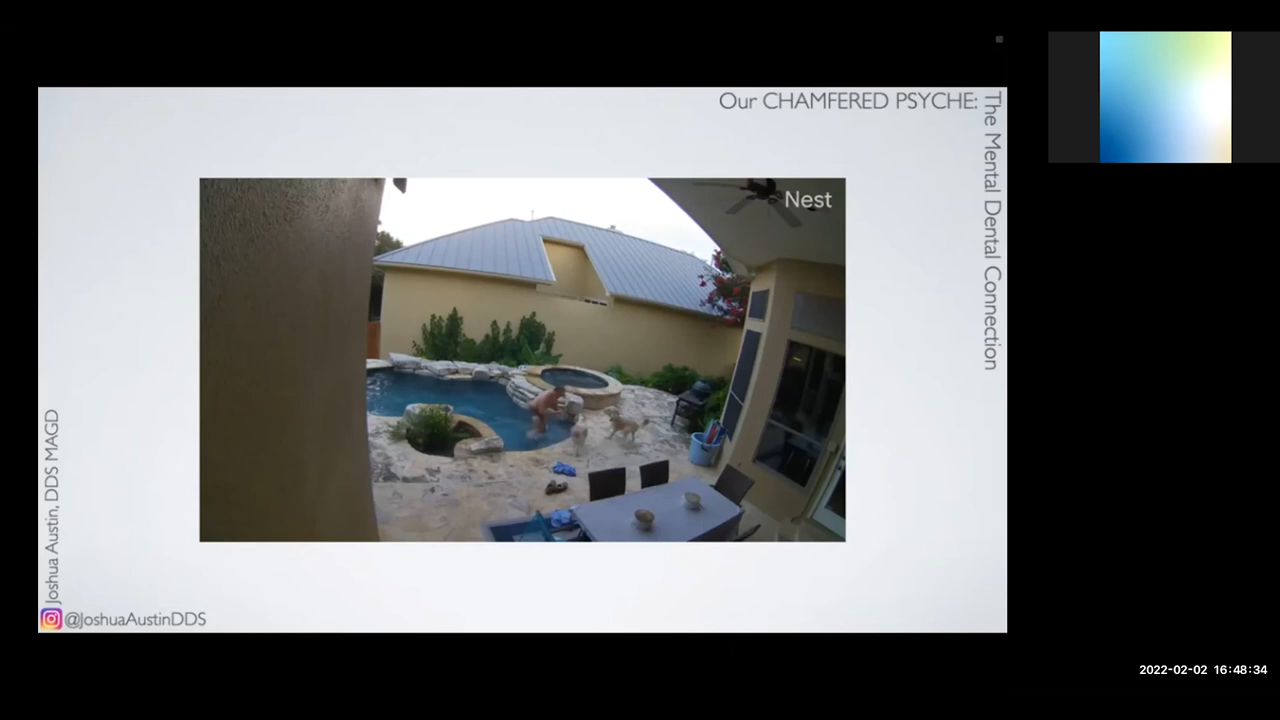 Our CHAMFERED PSYCHE:
The Mental Dental Connection
Nest
Joshua Austin, DDS MAGD
@JoshuaAustinDDS
2022-02-02 16:48:34